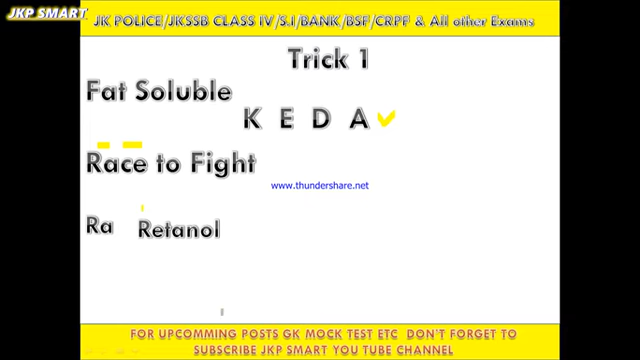 JKP SMART
JK POLICE/JKSSB CLASS IV/S.I/BANK/BSF/CRPF & All other Exams
Trick 1
Fat Soluble
K E D A
Race to Fight
www.thundershare.net
Ra Retanol
FOR UPCOMMING POSTS GK MOCK TEST ETC DON'T FORGET TO
SUBSCRIBE JKP SMART YOU TUBE CHANNEL